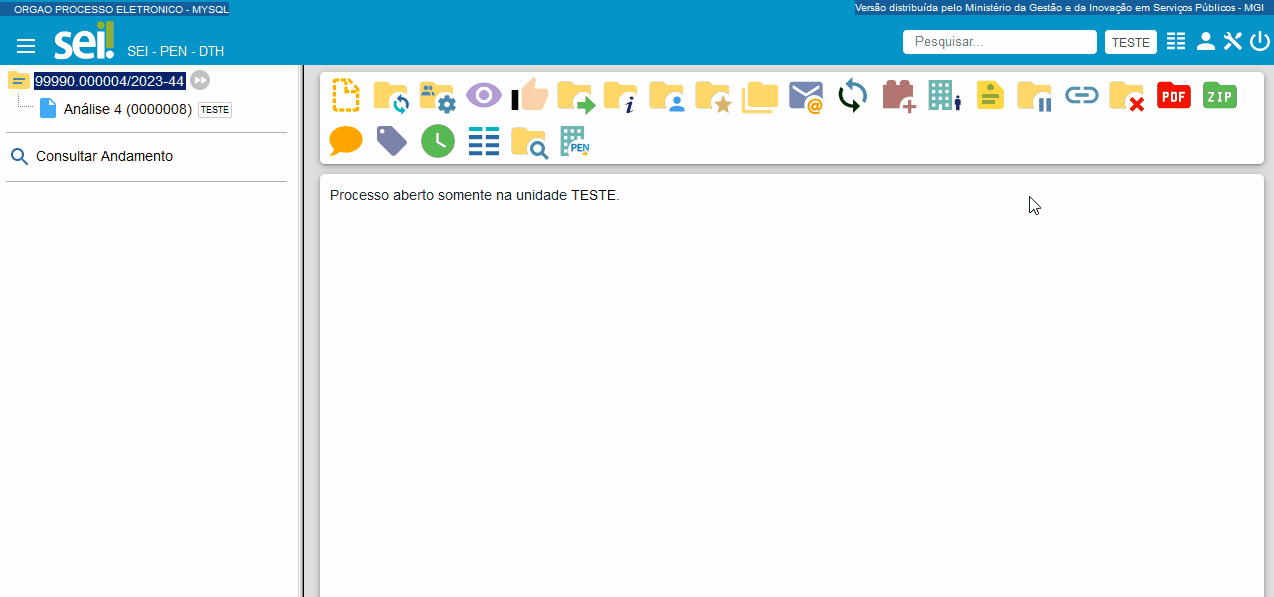 ORGAO PROCESSO ELETRONICO - MYSQL
Versão distribuída pelo Ministério da Gestão e da Inovação em Serviços Públicos - MGI
sei!
SEI - PEN - DTH
Pesquisar...
TESTE
99990.000004/2023-44
Análise 4 (0000008) TESTE
Consultar Andamento
i
@
PDF
ZIP
PEN
Processo aberto somente na unidade TESTE.